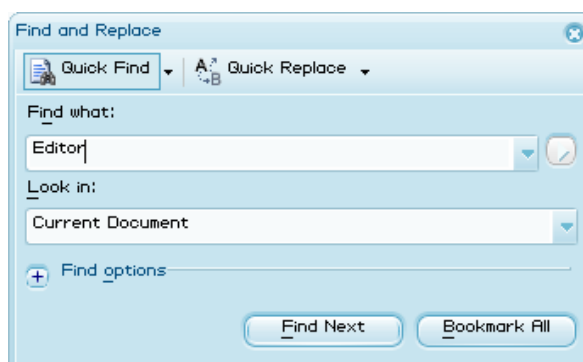 Find and Replace
Quick Find A B Quick Replace
Find what:
Editor
Look in:
Current Document
Find options
Find Next Bookmark All